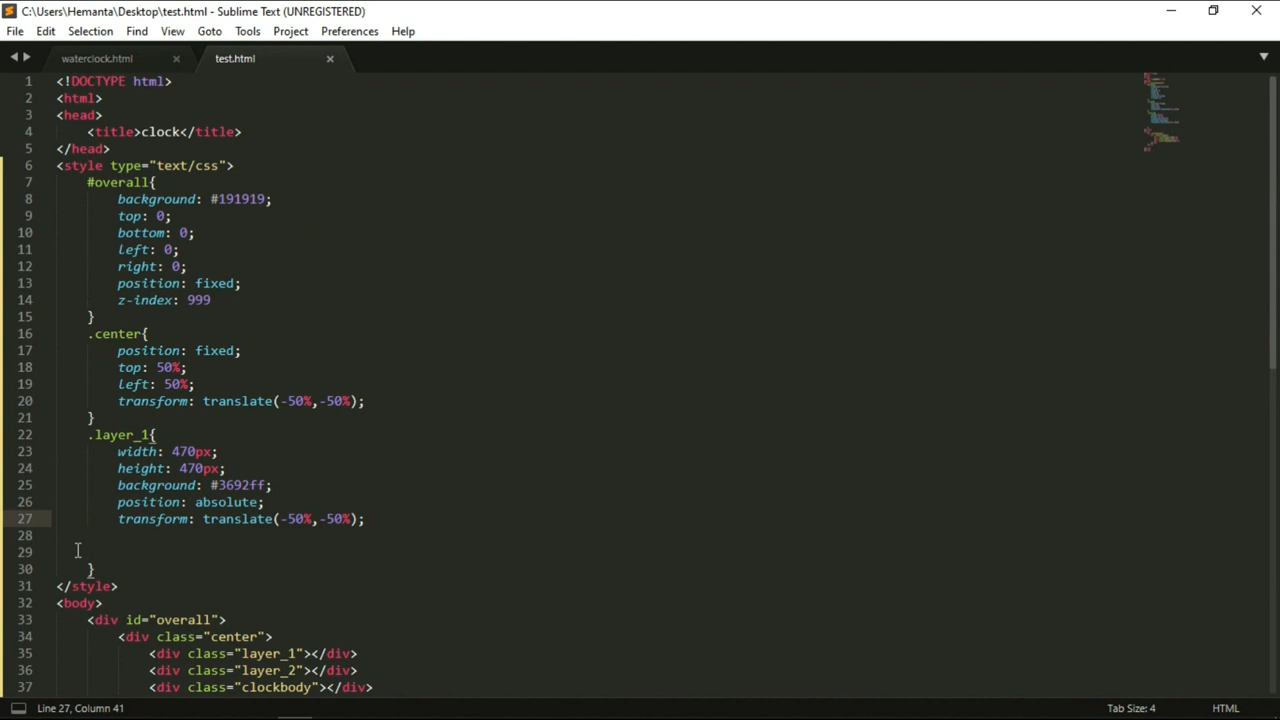 C:\Users\Hemanta\Desktop\test.html - Sublime Text (UNREGISTERED)
File Edit Selection Find View Goto Tools Project Preferences Help
waterclock.html × test.html ×
1 <!DOCTYPE html>
2 <html>
3 <head>
4 <title>clock</title>
5 </head>
6 <style type="text/css">
7 #overall{
8 background: #191919;
9 top: 0;
10 bottom: 0;
11 left: 0;
12 right: 0;
13 position: fixed;
14 z-index: 999
15 }
16 .center{
17 position: fixed;
18 top: 50%;
19 left: 50%;
20 transform: translate(-50%,-50%);
21 }
22 .layer_1{
23 width: 470px;
24 height: 470px;
25 background: #3692ff;
26 position: absolute;
27 transform: translate(-50%,-50%);
28
29
30 }
31 </style>
32 <body>
33 <div id="overall">
34 <div class="center">
35 <div class="layer_1"></div>
36 <div class="layer_2"></div>
37 <div class="clockbody"></div>
Line 27, Column 41 Tab Size: 4 HTML